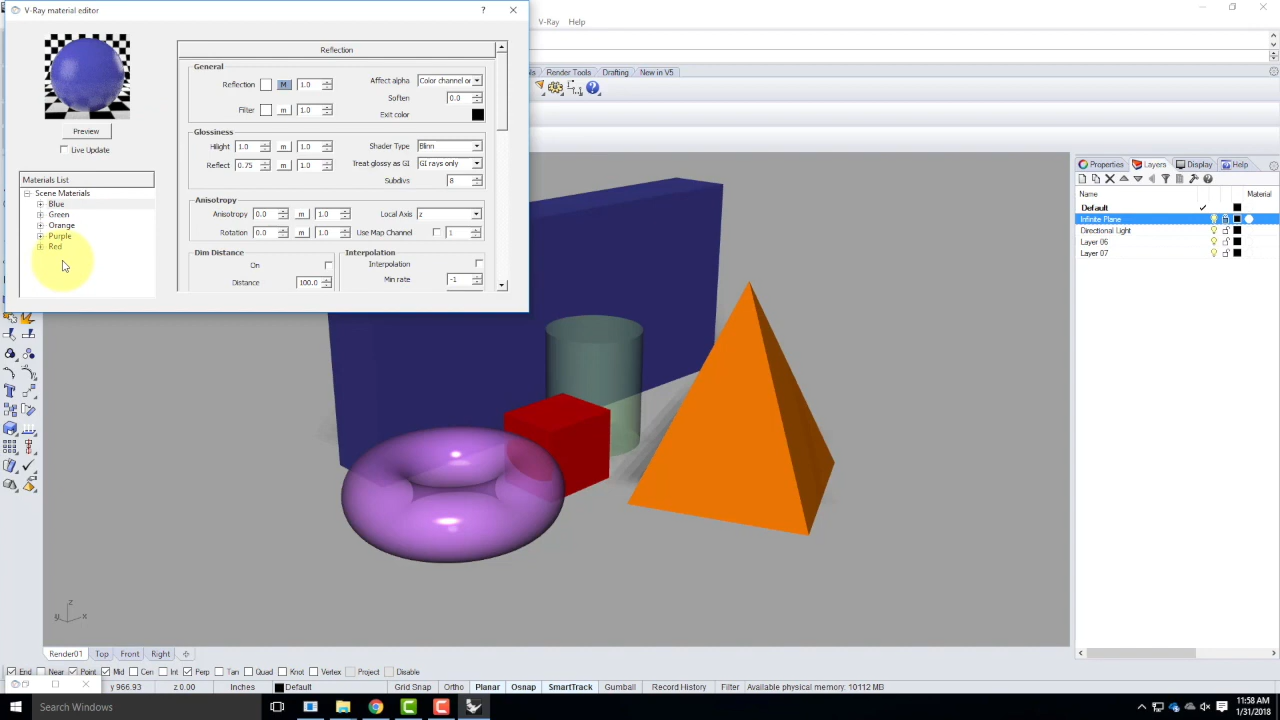 V-Ray material editor
?
V-Ray Help
Reflection
General
Reflection M 1.0 Affect alpha Color channel or
Soften 0.0
Filter m 1.0 Exit color
Preview
Live Update
Glossiness
Hilight 1.0 m 1.0 Shader Type Blinn
Reflect 0.75 m 1.0 Treat glossy as GI GI rays only
Subdivs 8
Materials List
Scene Materials
Blue
Green
Orange
Purple
Red
Anisotropy
Anisotropy 0.0 m 1.0 Local Axis z
Rotation 0.0 m 1.0 Use Map Channel 1
Dim Distance Interpolation
On Interpolation
Distance 100.0 Min rate -1
Render Tools Drafting New in V5
Properties Layers Display Help
Name Material
Default
Infinite Plane
Directional Light
Layer 06
Layer 07
z
y x
Render01 Top Front Right
End Near Point Mid Cen Int Perp Tan Quad Knot Vertex Project Disable
y 966.93 z 0.00 Inches Default Grid Snap Ortho Planar Osnap SmartTrack Gumball Record History Filter Available physical memory: 10112 MB
Search Windows
11:58 AM
1/31/2018